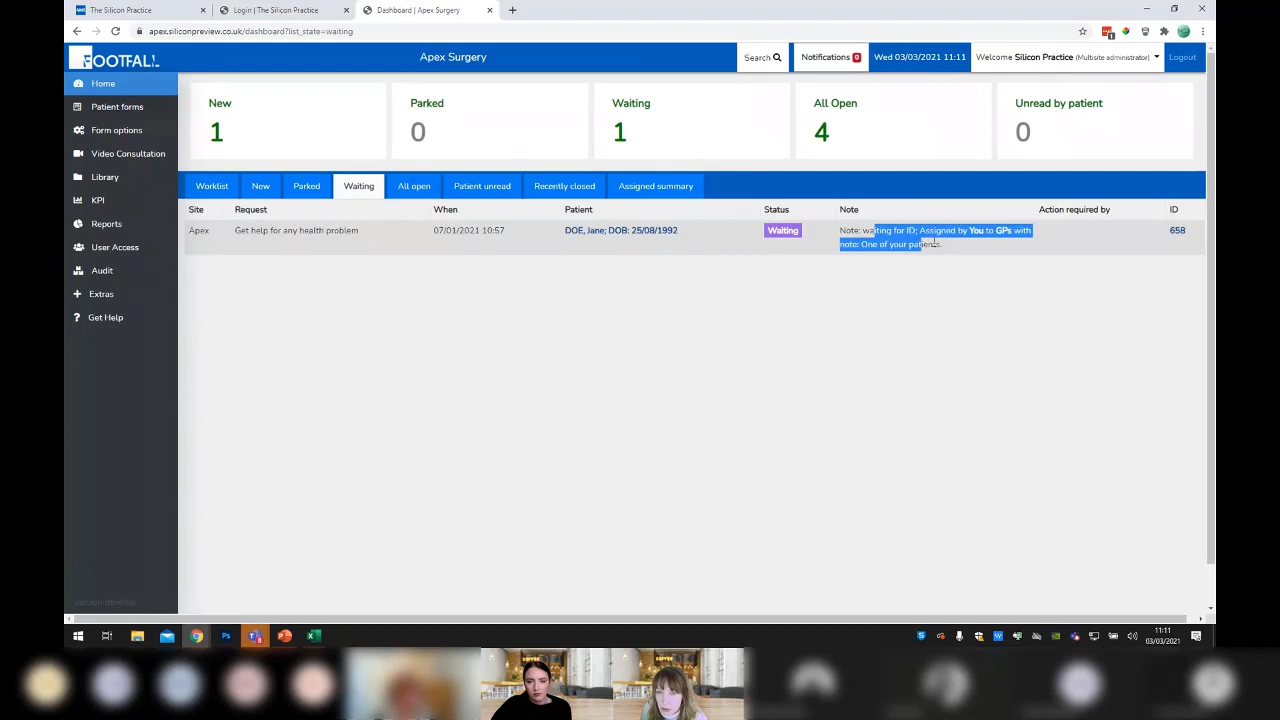 The Silicon Practice
Login | The Silicon Practice
Dashboard | Apex Surgery
apex.siliconpreview.co.uk/dashboard?list_state=waiting
FOOTFALL
Apex Surgery
Search
Notifications 0
Wed 03/03/2021 11:11
Welcome Silicon Practice (Multisite administrator)
Logout
Home
Patient forms
Form options
Video Consultation
Library
KPI
Reports
User Access
Audit
Extras
Get Help
New
1
Parked
0
Waiting
1
All Open
4
Unread by patient
0
Worklist New Parked Waiting All open Patient unread Recently closed Assigned summary
Site Request When Patient Status Note Action required by ID
Apex Get help for any health problem 07/01/2021 10:57 DOE, Jane; DOB: 25/08/1992 Waiting Note: waiting for ID; Assigned by You to GPs with 658
note: One of your patients.
11:11
03/03/2021
COFFEE
COFFEE